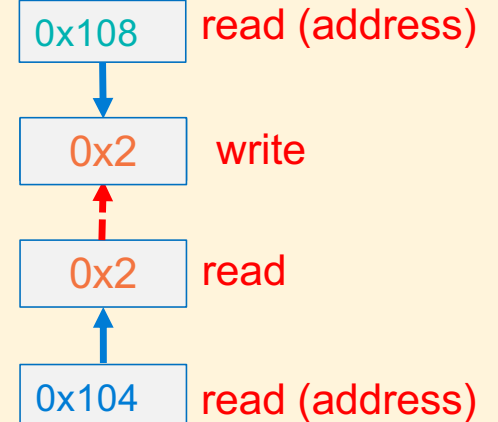 0x108 read (address)
0x2 write
0x2 read
0x104 read (address)